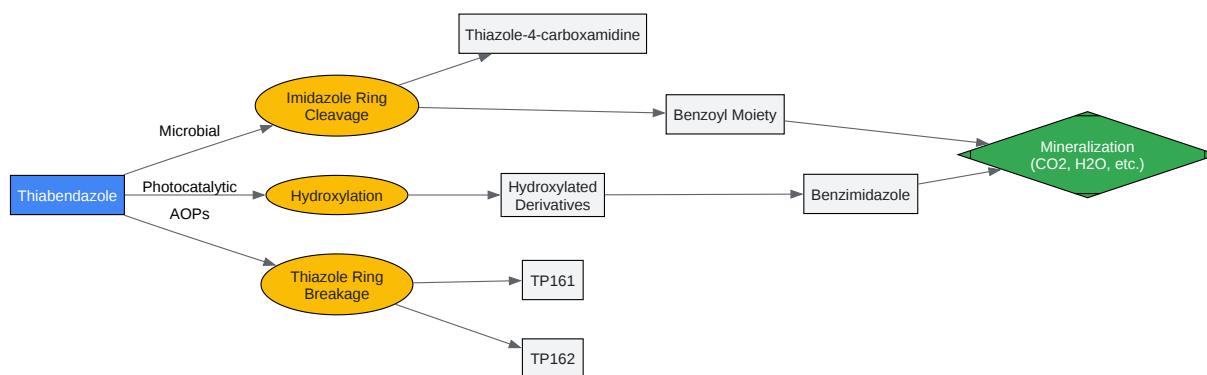 Thiazole-4-carboxamidine
Imidazole Ring
Cleavage
Benzoyl Moiety
Microbial
Mineralization
(CO2, H2O, etc.)
Thiabendazole
Photocatalytic
Hydroxylation
Hydroxylated
Derivatives
Benzimidazole
AOPs
Thiazole Ring
Breakage
TP161
TP162